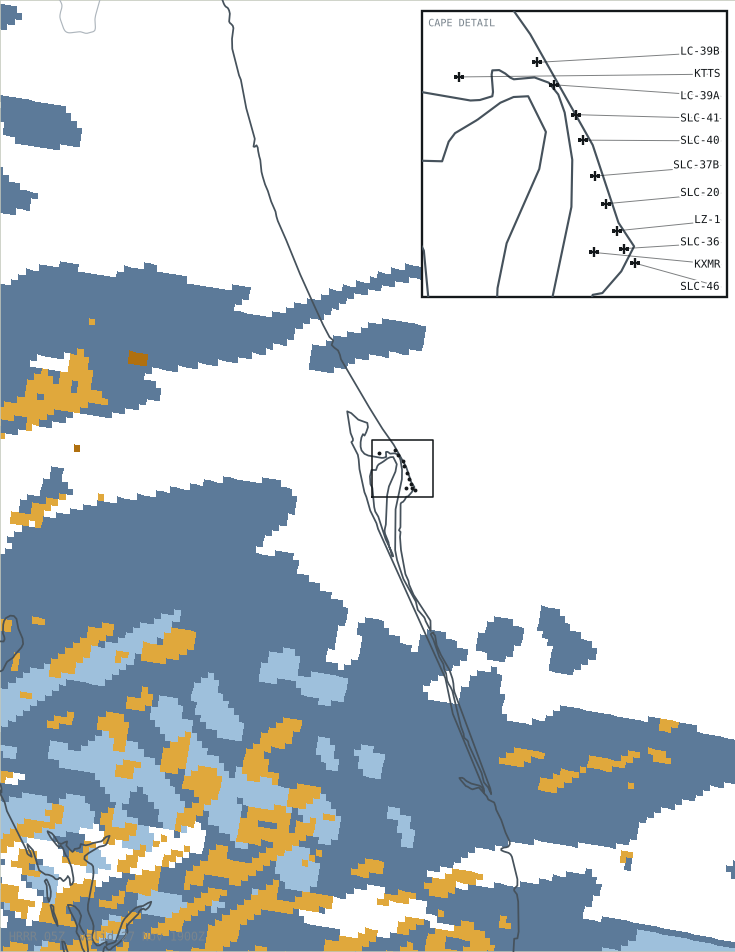 CAPE DETAIL
LC-39B
KTTS
LC-39A
SLC-41
SLC-40
SLC-37B
SLC-20
LZ-1
SLC-36
KXMR
SLC-46